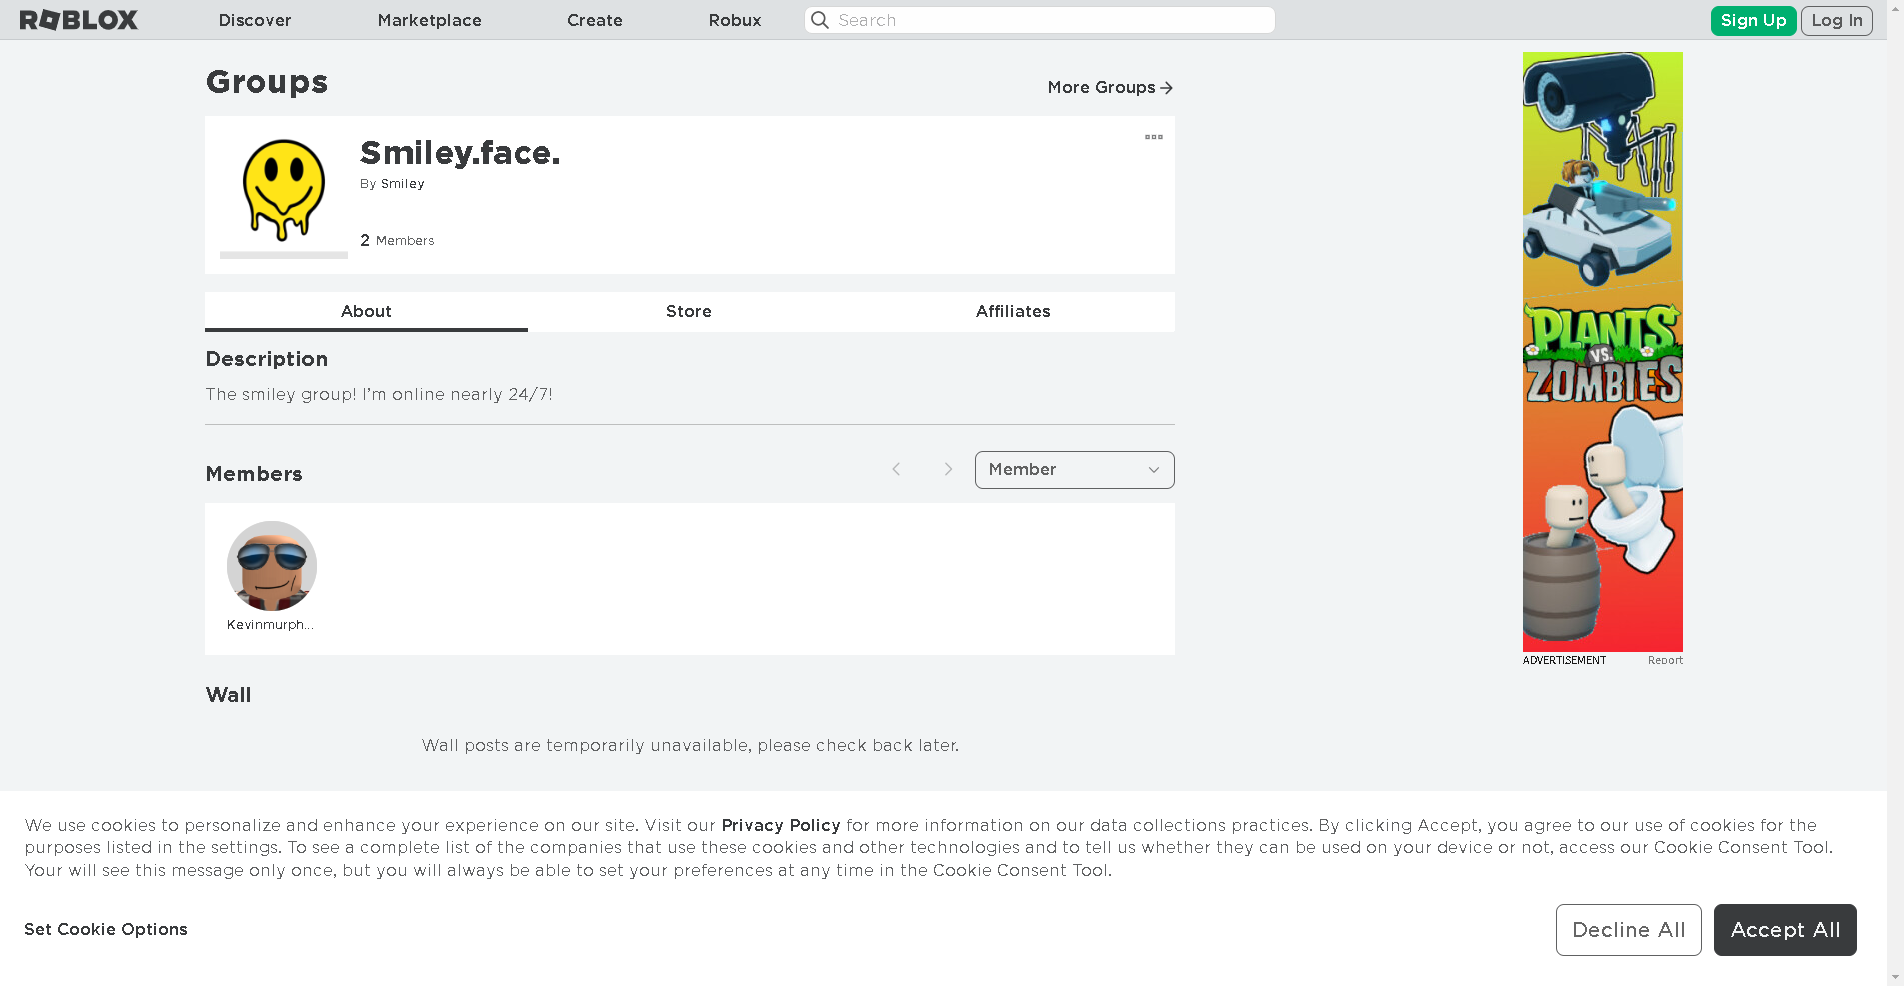 ROBLOX Discover Marketplace Create Robux Search Sign Up Log In
Groups
More Groups
Smiley.face.
By Smiley
2 Members
About Store Affiliates
Description
The smiley group! I'm online nearly 24/7!
Members
Member
Kevinmurph...
Wall
Wall posts are temporarily unavailable, please check back later.
PLANTS
VS.
ZOMBIES
ADVERTISEMENT Report
We use cookies to personalize and enhance your experience on our site. Visit our Privacy Policy for more information on our data collections practices. By clicking Accept, you agree to our use of cookies for the
purposes listed in the settings. To see a complete list of the companies that use these cookies and other technologies and to tell us whether they can be used on your device or not, access our Cookie Consent Tool.
Your will see this message only once, but you will always be able to set your preferences at any time in the Cookie Consent Tool.
Set Cookie Options
Decline All Accept All